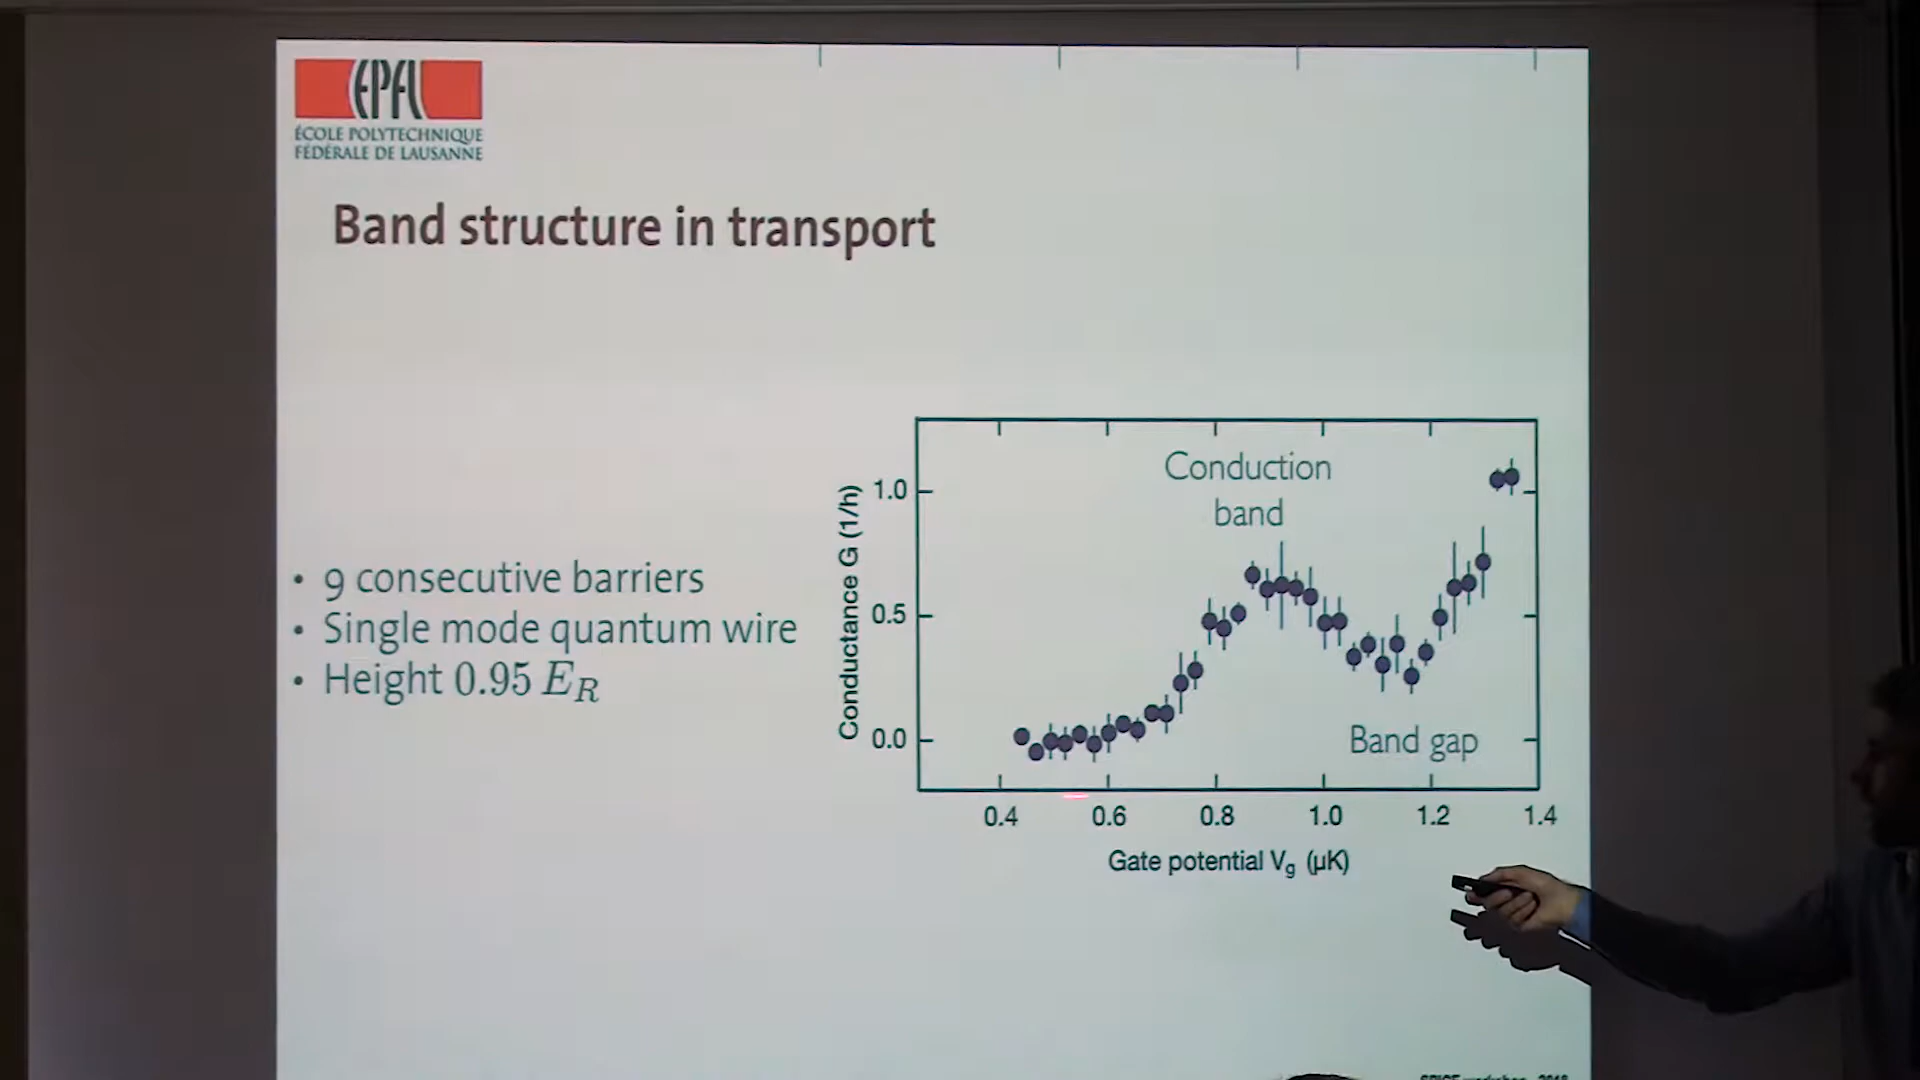 EPFL
ÉCOLE POLYTECHNIQUE
FÉDÉRALE DE LAUSANNE
Band structure in transport
• 9 consecutive barriers
• Single mode quantum wire
• Height 0.95 E_R
Conductance G (1/h)
1.0
0.5
0.0
Conduction
band
Band gap
0.4 0.6 0.8 1.0 1.2 1.4
Gate potential Vg (µK)